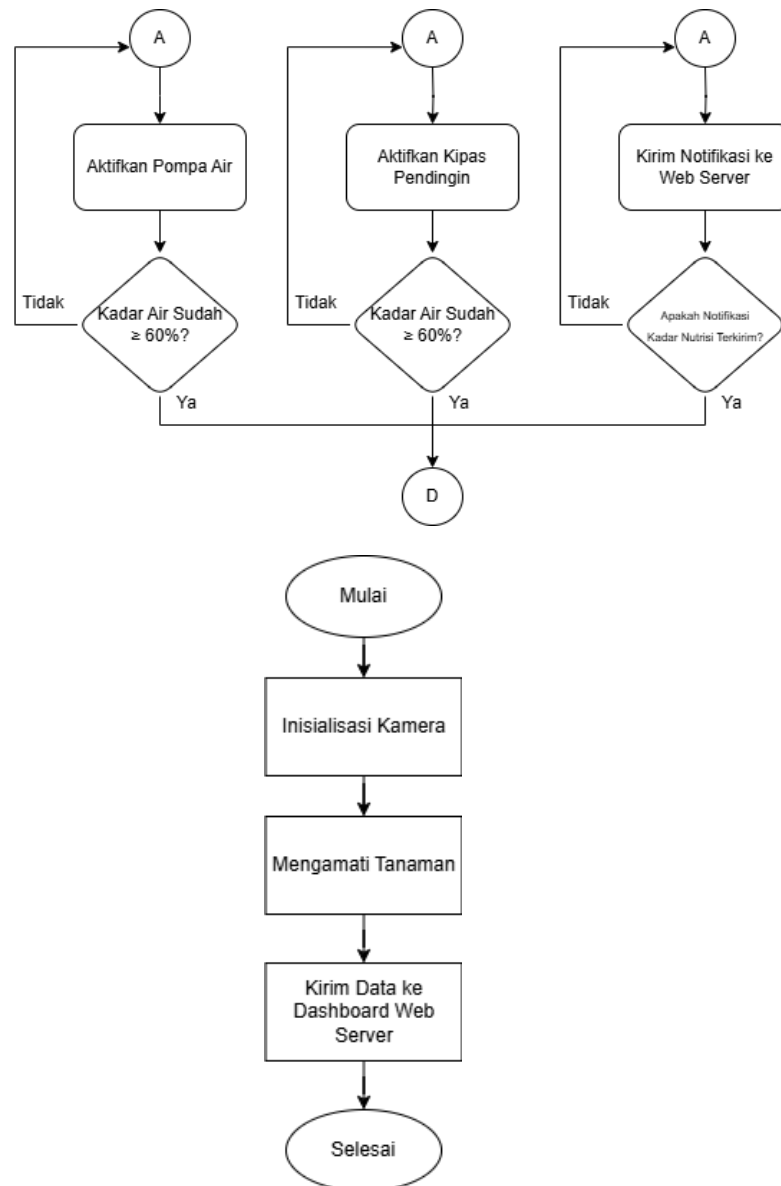 A
A
A
Aktifkan Pompa Air
Aktifkan Kipas
Pendingin
Kirim Notifikasi ke
Web Server
Tidak
Kadar Air Sudah
≥ 60%?
Tidak
Kadar Air Sudah
≥ 60%?
Tidak
Apakah Notifikasi
Kadar Nutrisi Terkirim?
Ya
Ya
Ya
D
Mulai
Inisialisasi Kamera
Mengamati Tanaman
Kirim Data ke
Dashboard Web
Server
Selesai